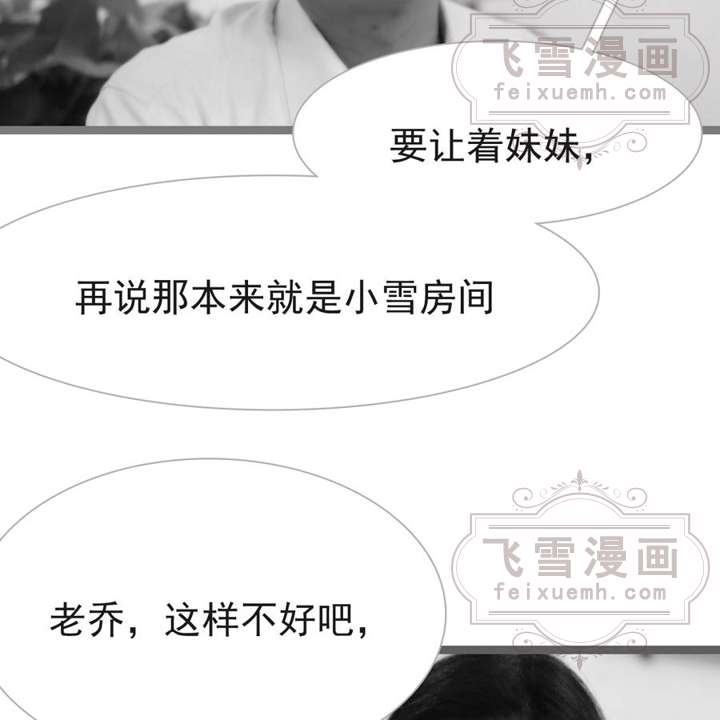 飞雪漫画
feixuemh.com
要让着妹妹，
再说那本来就是小雪房间
飞雪漫画
feixuemh.com
老乔，这样不好吧，